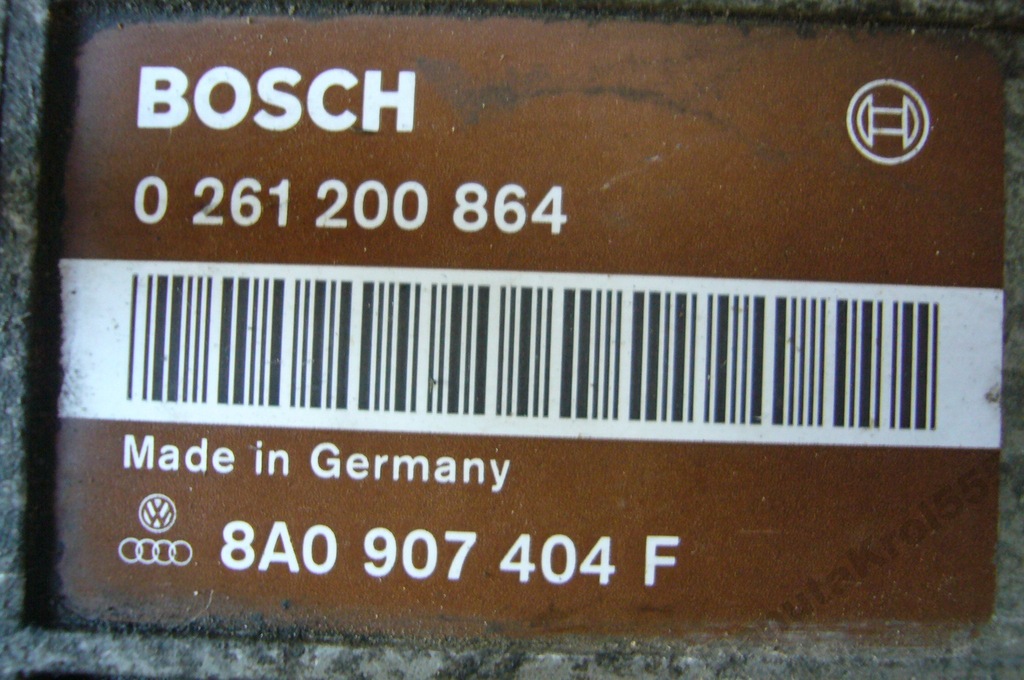 BOSCH
0 261 200 864
Made in Germany
8A0 907 404 F